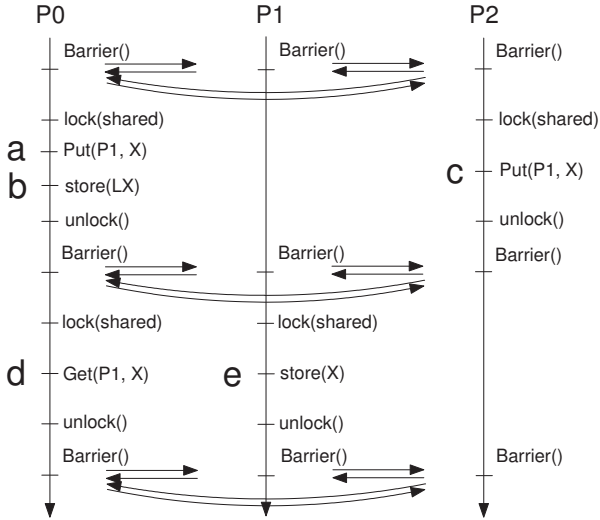 P0 P1 P2
Barrier() Barrier() Barrier()
lock(shared) lock(shared)
a Put(P1, X)
c Put(P1, X)
b store(LX)
unlock() unlock()
Barrier() Barrier() Barrier()
lock(shared) lock(shared)
d Get(P1, X) e store(X)
unlock() unlock()
Barrier() Barrier() Barrier()